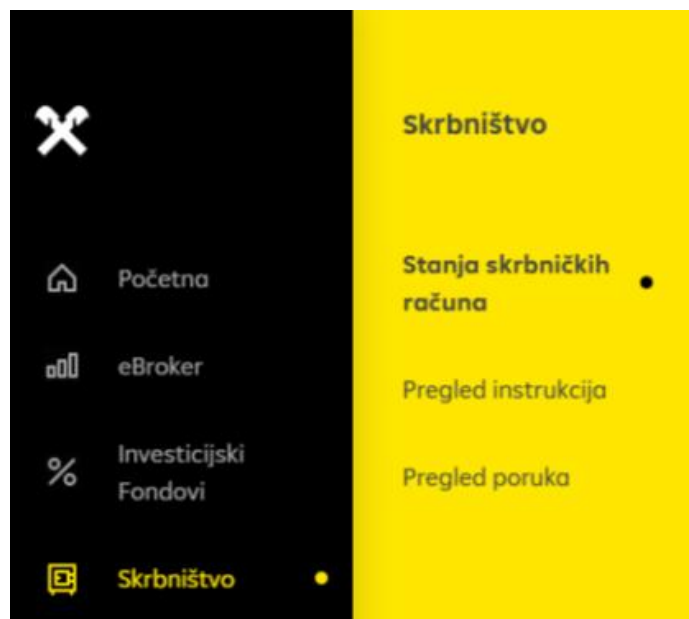 Početna
eBroker
Investicijski
Fondovi
Skrbništvo
Skrbništvo
Stanja skrbničkih
računa
Pregled instrukcija
Pregled poruka